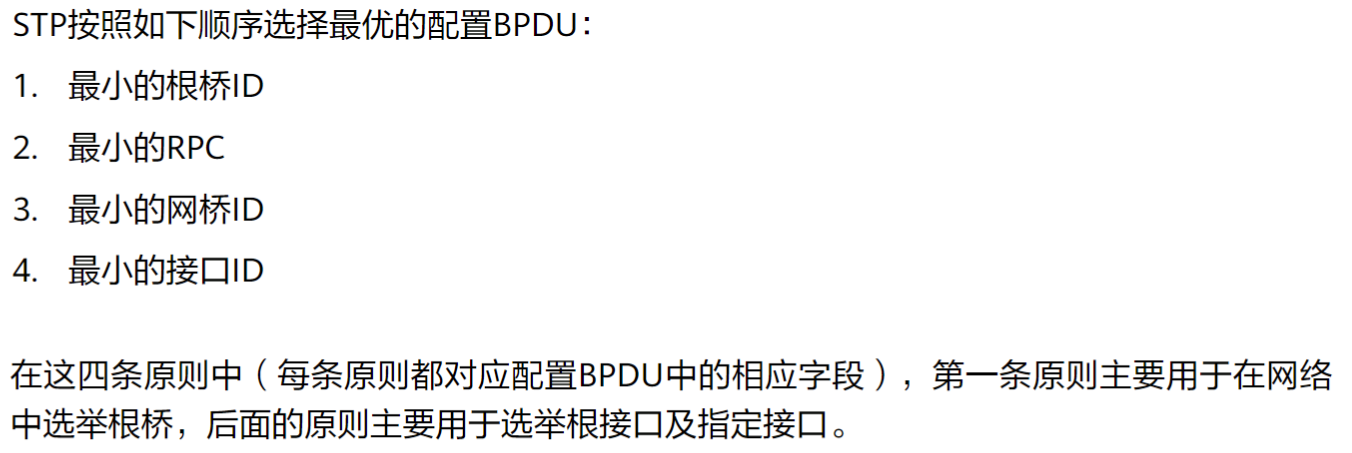 STP按照如下顺序选择最优的配置BPDU：
1. 最小的根桥ID
2. 最小的RPC
3. 最小的网桥ID
4. 最小的接口ID
在这四条原则中（每条原则都对应配置BPDU中的相应字段），第一条原则主要用于在网络
中选举根桥，后面的原则主要用于选举根接口及指定接口。